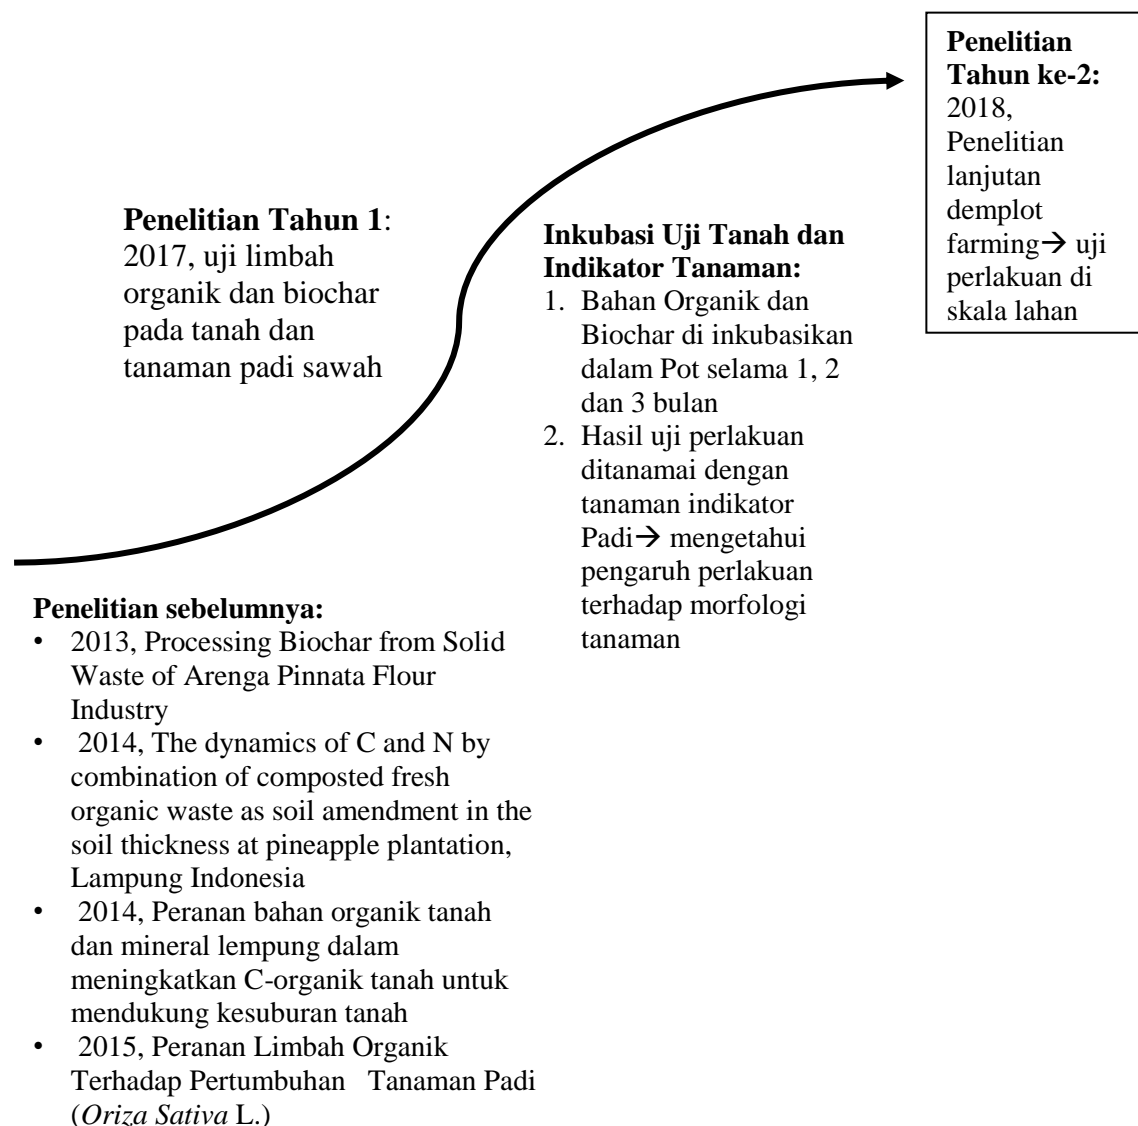 Penelitian
Tahun ke-2:
2018,
Penelitian
lanjutan
demplot
farming→ uji
perlakuan di
skala lahan
Penelitian Tahun 1:
2017, uji limbah
organik dan biochar
pada tanah dan
tanaman padi sawah
Inkubasi Uji Tanah dan
Indikator Tanaman:
1. Bahan Organik dan
Biochar di inkubasikan
dalam Pot selama 1, 2
dan 3 bulan
2. Hasil uji perlakuan
ditanamai dengan
tanaman indikator
Padi→ mengetahui
pengaruh perlakuan
terhadap morfologi
tanaman
Penelitian sebelumnya:
• 2013, Processing Biochar from Solid
Waste of Arenga Pinnata Flour
Industry
• 2014, The dynamics of C and N by
combination of composted fresh
organic waste as soil amendment in the
soil thickness at pineapple plantation,
Lampung Indonesia
• 2014, Peranan bahan organik tanah
dan mineral lempung dalam
meningkatkan C-organik tanah untuk
mendukung kesuburan tanah
• 2015, Peranan Limbah Organik
Terhadap Pertumbuhan Tanaman Padi
(Oriza Sativa L.)